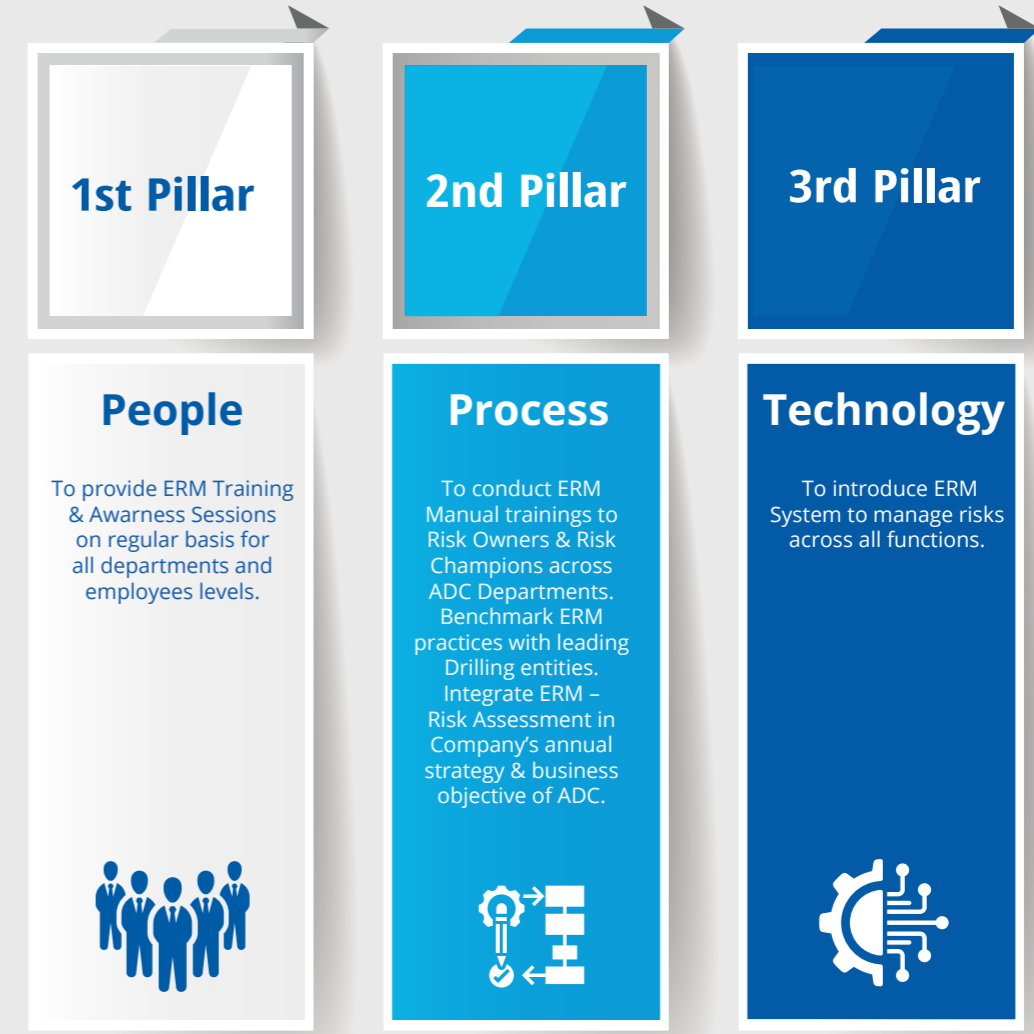 1st Pillar
People
To provide ERM Training
& Awarness Sessions
on regular basis for
all departments and
employees levels.
2nd Pillar
Process
To conduct ERM
Manual trainings to
Risk Owners & Risk
Champions across
ADC Departments.
Benchmark ERM
practices with leading
Drilling entities.
Integrate ERM –
Risk Assessment in
Company’s annual
strategy & business
objective of ADC.
3rd Pillar
Technology
To introduce ERM
System to manage risks
across all functions.